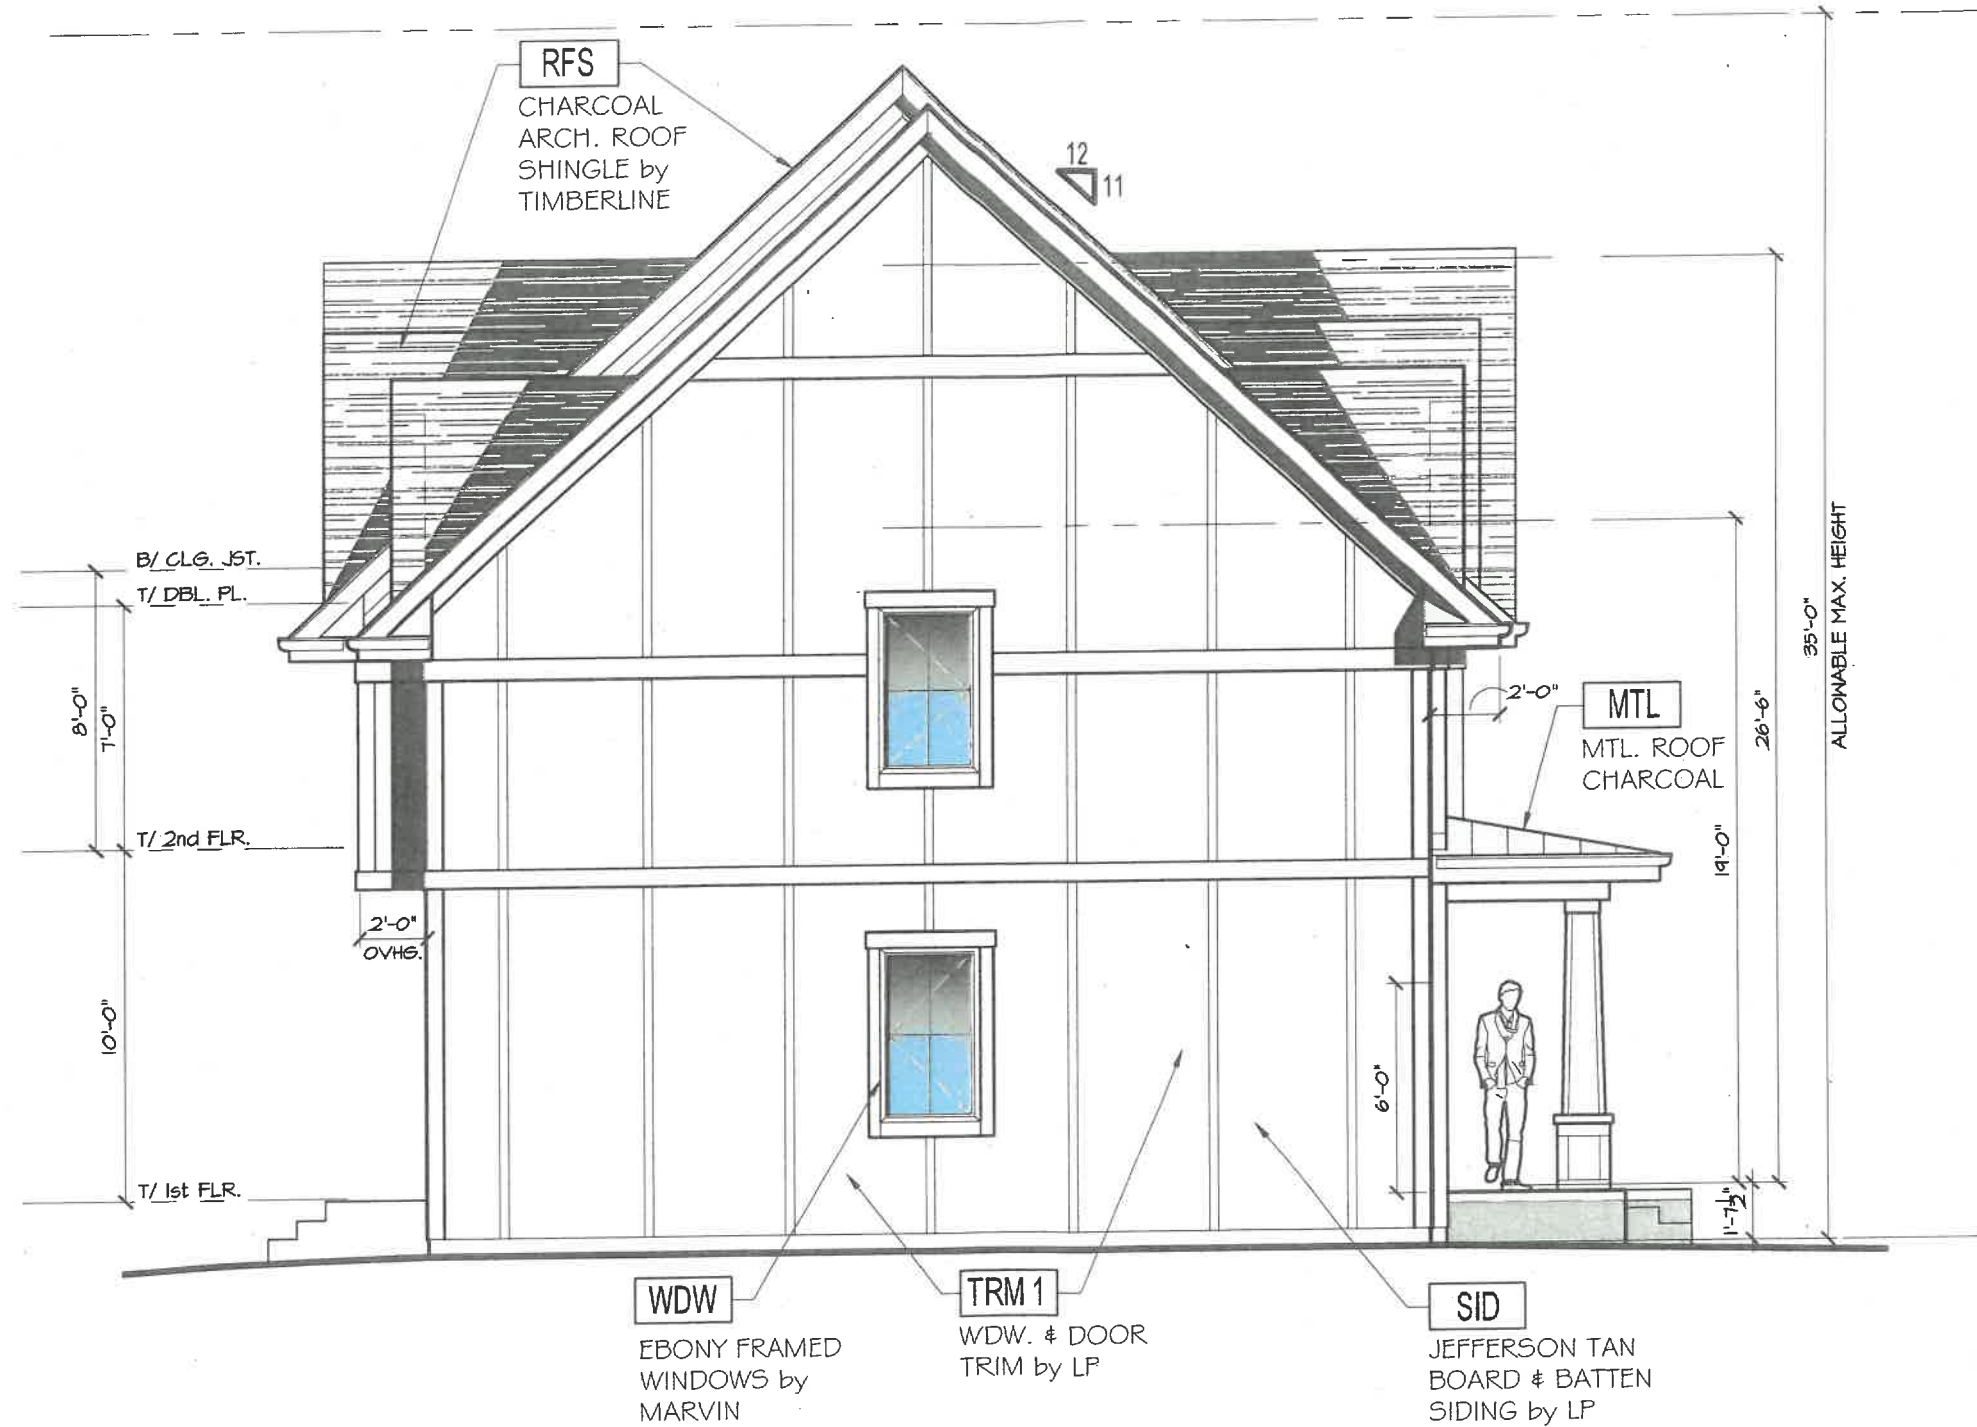 RFS
CHARCOAL
ARCH. ROOF
SHINGLE by
TIMBERLINE
12
11
B/ CLG. JST.
T/ DBL. PL.
8'-0"
7'-0"
T/ 2nd FLR.
2'-0"
OVHG.
10'-0"
T/ 1st FLR.
2'-0"
MTL
MTL. ROOF
CHARCOAL
6'-0"
19'-0"
26'-6"
35'-0"
ALLOWABLE MAX. HEIGHT
1'-7½"
WDW
EBONY FRAMED
WINDOWS by
MARVIN
TRM 1
WDW. & DOOR
TRIM by LP
SID
JEFFERSON TAN
BOARD & BATTEN
SIDING by LP